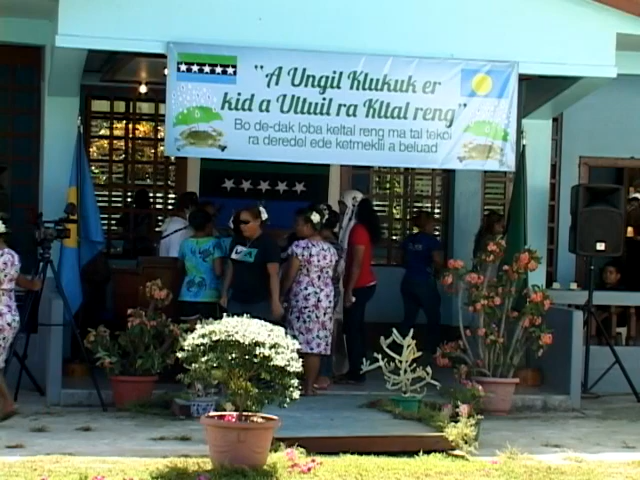 "A Ungil Klukuk er
kid a Ultuil ra Kltal reng"
Bo de-dak loba keltal reng ma tal tekoi
ra deredel ede ketmeklii a beluad